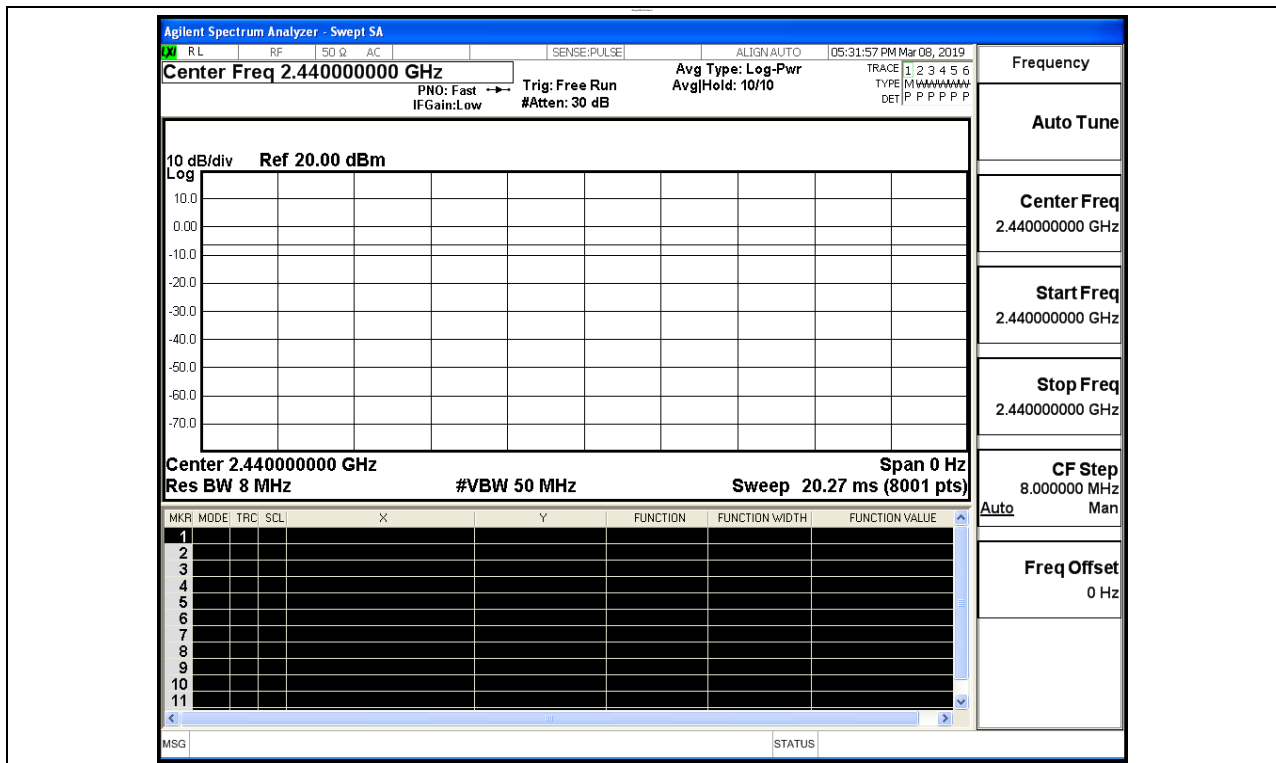 Agilent Spectrum Analyzer - Swept SA
LXI RL RF 50 Ω AC SENSE:PULSE ALIGN AUTO 05:31:57 PM Mar 08, 2019
Center Freq 2.440000000 GHz
PNO: Fast
IFGain:Low
Trig: Free Run
#Atten: 30 dB
Avg Type: Log-Pwr
Avg|Hold: 10/10
TRACE 1 2 3 4 5 6
TYPE M WWWWW
DET P P P P P P
10 dB/div Ref 20.00 dBm
Log
10.0
0.00
-10.0
-20.0
-30.0
-40.0
-50.0
-60.0
-70.0
Center 2.440000000 GHz Span 0 Hz
Res BW 8 MHz #VBW 50 MHz Sweep 20.27 ms (8001 pts)
MKR MODE TRC SCL X Y FUNCTION FUNCTION WIDTH FUNCTION VALUE
1
2
3
4
5
6
7
8
9
10
11
MSG STATUS
Frequency
Auto Tune
Center Freq
2.440000000 GHz
Start Freq
2.440000000 GHz
Stop Freq
2.440000000 GHz
CF Step
8.000000 MHz
Auto Man
Freq Offset
0 Hz